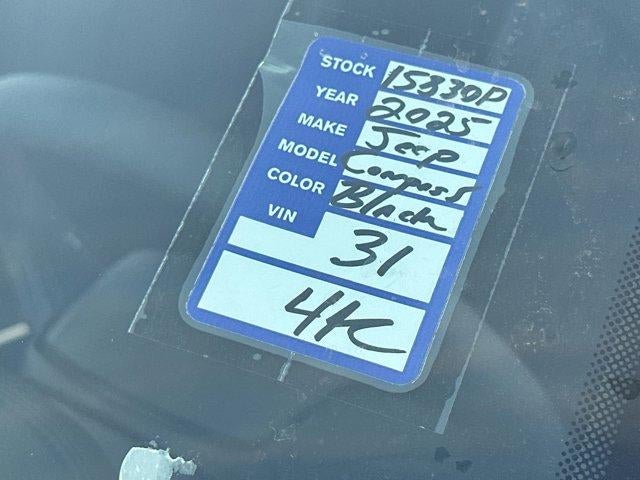 STOCK 15830P
YEAR 2025
MAKE Jeep
MODEL Compass
COLOR Black
VIN
31
4K